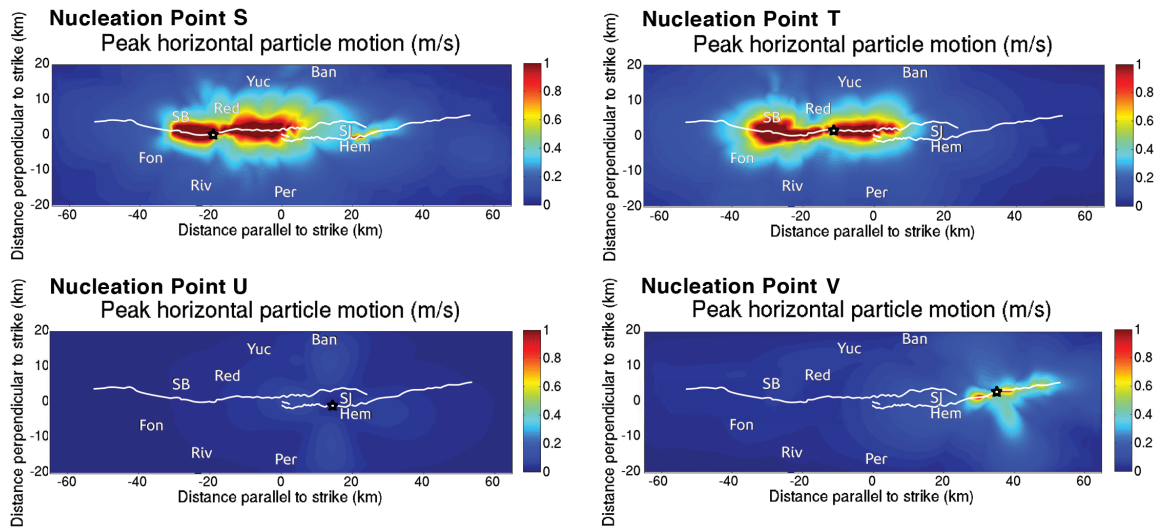 Nucleation Point S
Peak horizontal particle motion (m/s)
Distance perpendicular to strike (km)
20
10
0
-10
-20
Ban
Yuc
Red
SB
SJ
Hem
Fon
Riv
Per
1
0.8
0.6
0.4
0.2
0
-60 -40 -20 0 20 40 60
Distance parallel to strike (km)
Nucleation Point T
Peak horizontal particle motion (m/s)
Distance perpendicular to strike (km)
20
10
0
-10
-20
Ban
Yuc
Red
SB
SJ
Hem
Fon
Riv
Per
1
0.8
0.6
0.4
0.2
0
-60 -40 -20 0 20 40 60
Distance parallel to strike (km)
Nucleation Point U
Peak horizontal particle motion (m/s)
Distance perpendicular to strike (km)
20
10
0
-10
-20
Ban
Yuc
Red
SB
SJ
Hem
Fon
Riv
Per
1
0.8
0.6
0.4
0.2
0
-60 -40 -20 0 20 40 60
Distance parallel to strike (km)
Nucleation Point V
Peak horizontal particle motion (m/s)
Distance perpendicular to strike (km)
20
10
0
-10
-20
Ban
Yuc
Red
SB
SJ
Hem
Fon
Riv
Per
1
0.8
0.6
0.4
0.2
0
-60 -40 -20 0 20 40 60
Distance parallel to strike (km)